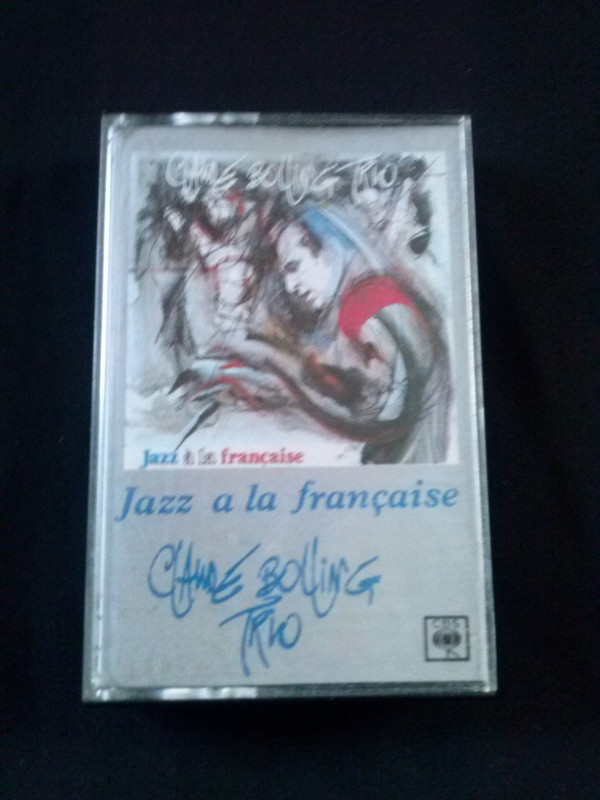 CLAUDE BOLLING TRIO
Jazz à la française
Jazz a la française
CLAUDE BOLLING
TRIO
CBS